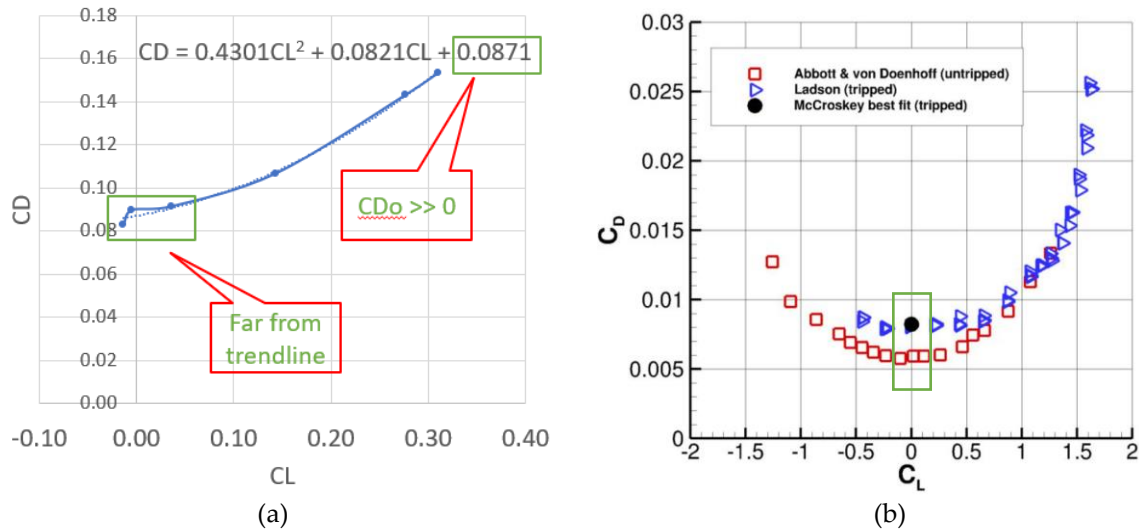 0.18
0.16
0.14
0.12
0.10
0.08
0.06
0.04
0.02
0.00
-0.10
0.00
0.10
0.20
0.30
0.40
CD
CL
CD = 0.4301CL² + 0.0821CL + 0.0871
CDo >> 0
Far from
trendline
(a)
0.03
0.025
0.02
0.015
0.01
0.005
0
-2
-1.5
-1
-0.5
0
0.5
1
1.5
2
C_D
C_L
Abbott & von Doenhoff (untripped)
Ladson (tripped)
McCroskey best fit (tripped)
(b)